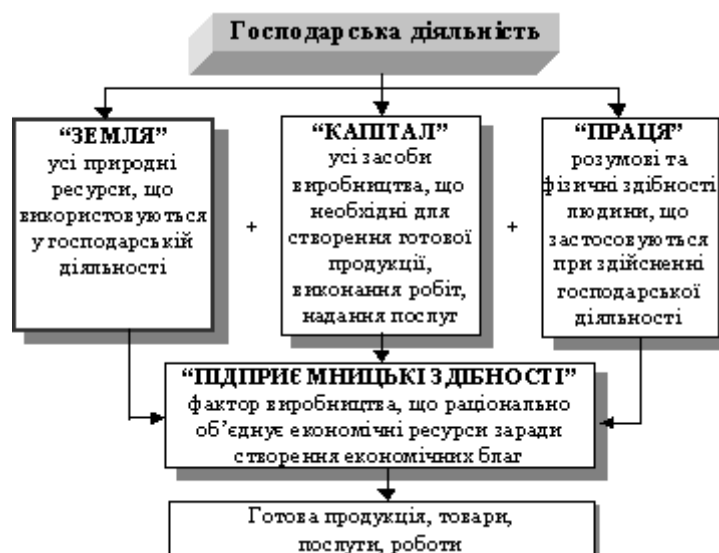 Господарська діяльність
“ЗЕМЛЯ”
усі природні
ресурси, що
використовуються
у господарській
діяльності
+
“КАПІТАЛ”
усі засоби
виробництва, що
необхідні для
створення готової
продукції,
виконання робіт,
надання послуг
+
“ПРАЦЯ”
розумові та
фізичні здібності
людини, що
застосовуються
при здійсненні
господарської
діяльності
“ПІДПРИЄМНИЦЬКІ ЗДІБНОСТІ”
фактор виробництва, що раціонально
об’єднує економічні ресурси заради
створення економічних благ
Готова продукція, товари,
послуги, роботи